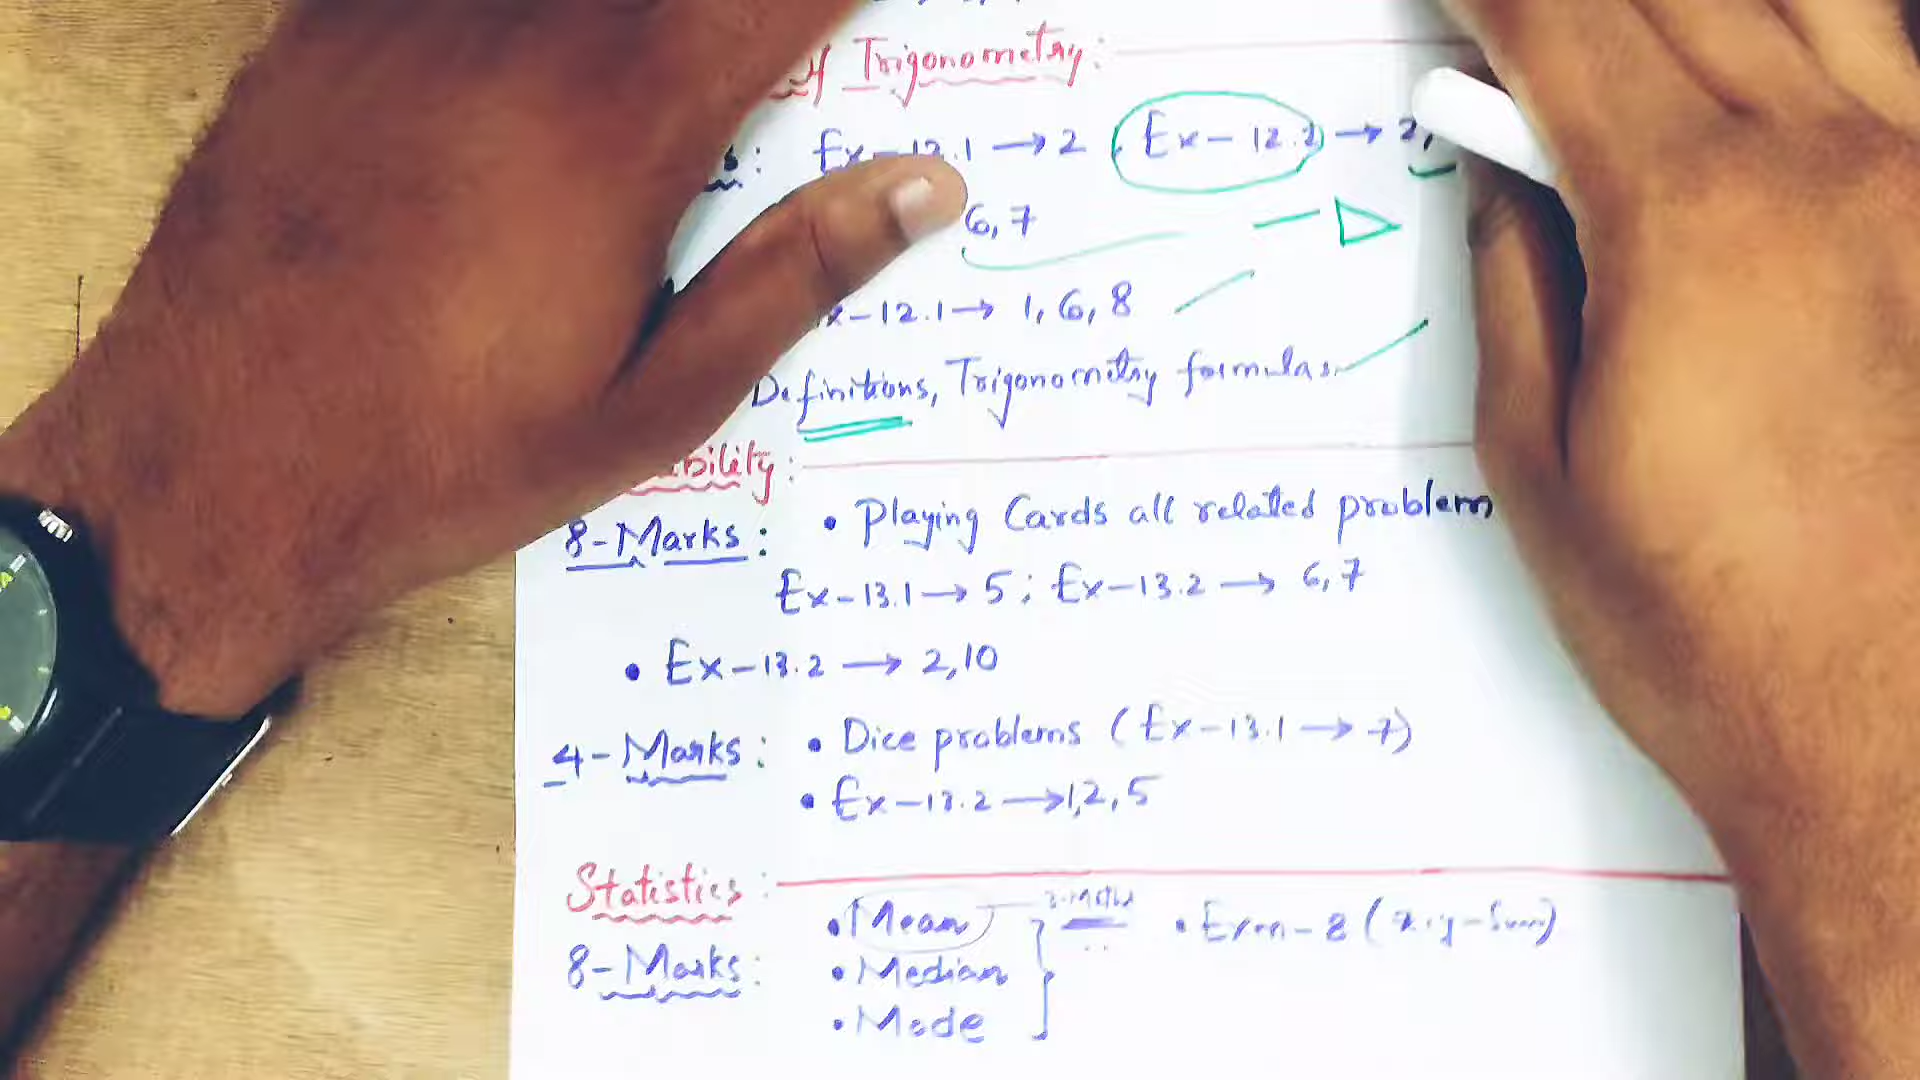 Trigonometry:
Ex-12.1 → 2 Ex-12.2 → 2,
6, 7
x-12.1 → 1, 6, 8
Definitions, Trigonometry formulas
bility:
8-Marks: • Playing Cards all related problem
Ex-13.1 → 5; Ex-13.2 → 6,7
• Ex-13.2 → 2,10
4-Marks: • Dice problems (Ex-13.1 → 7)
• Ex-13.2 → 1,2,5
Statistics:
8-Marks: • Mean
• Median
• Mode